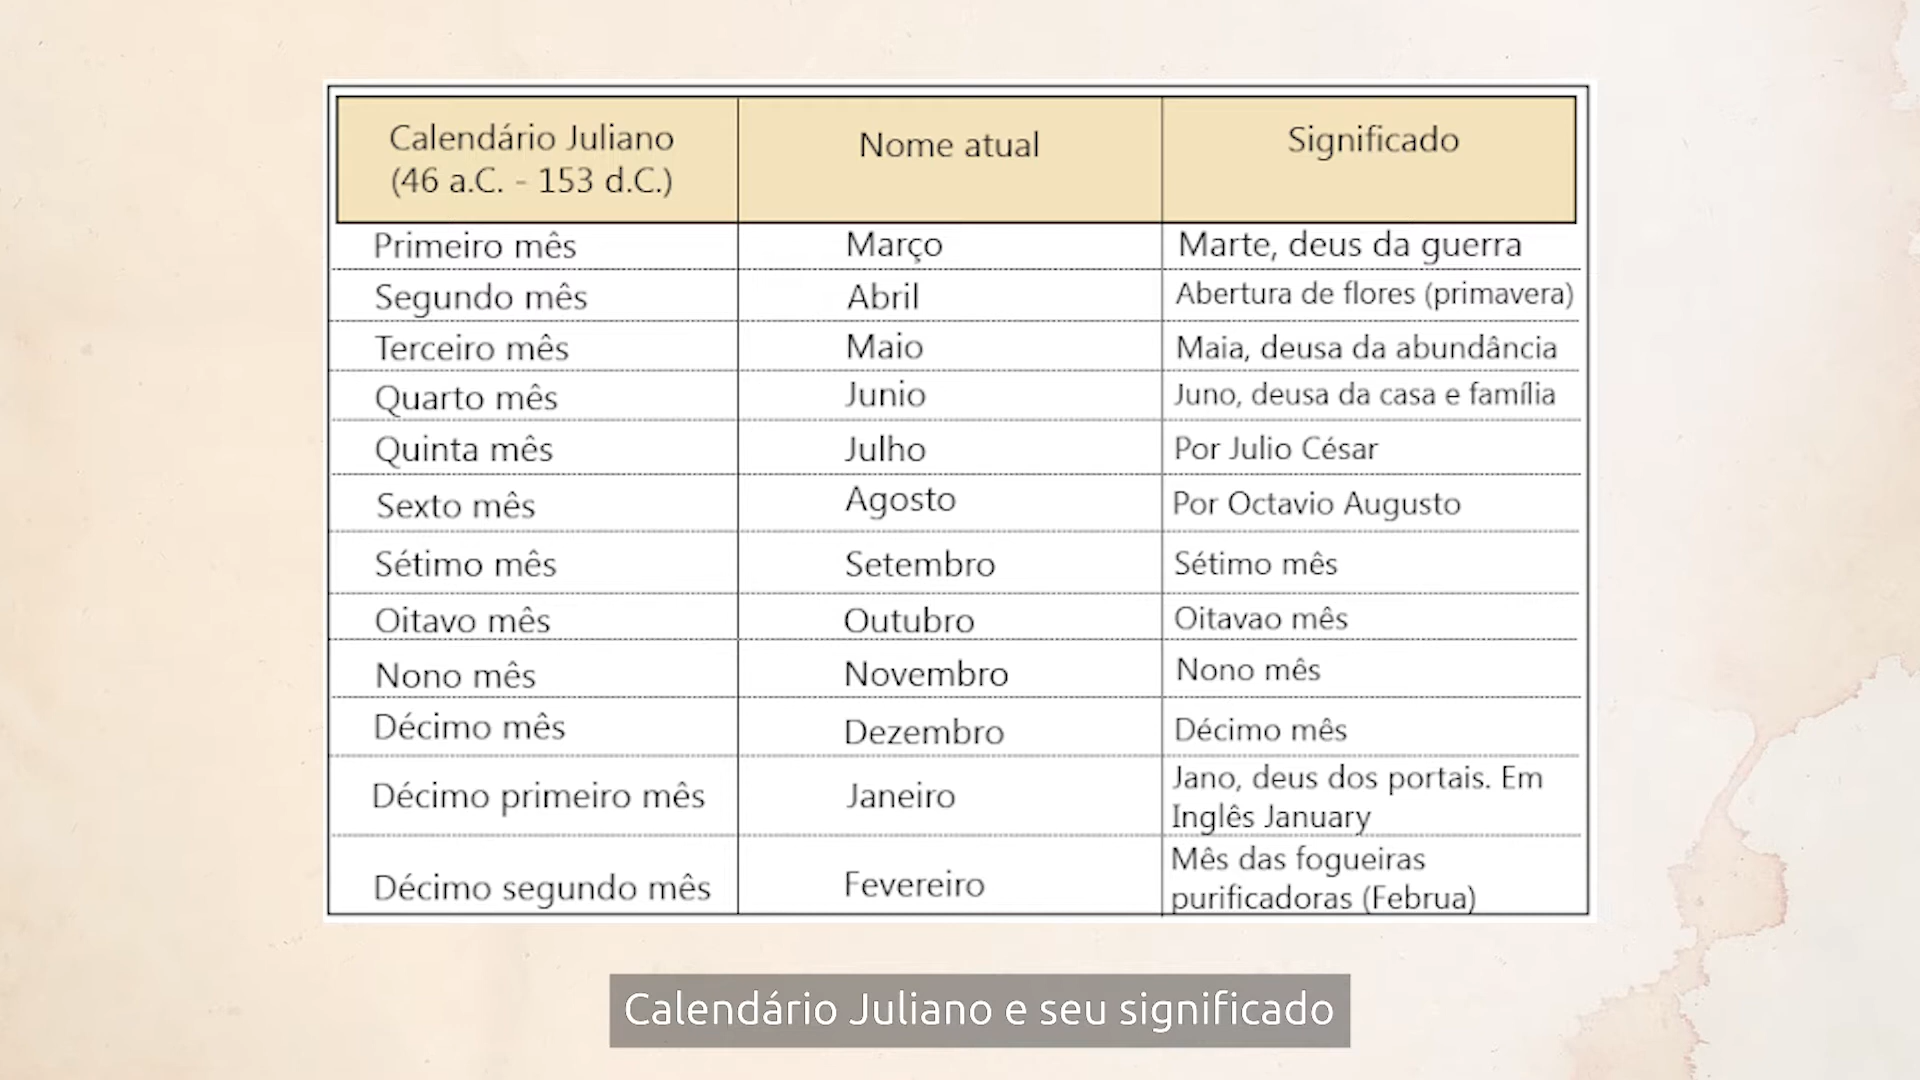 Calendário Juliano
(46 a.C. - 153 d.C.)
Nome atual
Significado
Primeiro mês
Março
Marte, deus da guerra
Segundo mês
Abril
Abertura de flores (primavera)
Terceiro mês
Maio
Maia, deusa da abundância
Quarto mês
Junio
Juno, deusa da casa e família
Quinta mês
Julho
Por Julio César
Sexto mês
Agosto
Por Octavio Augusto
Sétimo mês
Setembro
Sétimo mês
Oitavo mês
Outubro
Oitavao mês
Nono mês
Novembro
Nono mês
Décimo mês
Dezembro
Décimo mês
Décimo primeiro mês
Janeiro
Jano, deus dos portais. Em
Inglês January
Décimo segundo mês
Fevereiro
Mês das fogueiras
purificadoras (Februa)
Calendário Juliano e seu significado